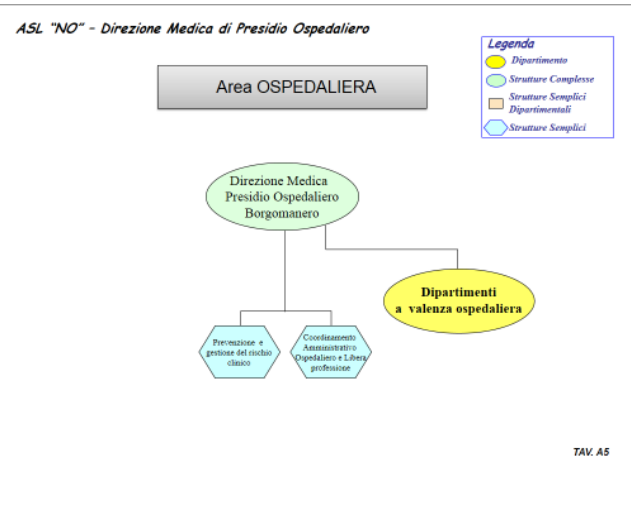 ASL “NO” – Direzione Medica di Presidio Ospedaliero
Legenda
Dipartimento
Strutture Complesse
Strutture Semplici
Dipartimentali
Strutture Semplici
Area OSPEDALIERA
Direzione Medica
Presidio Ospedaliero
Borgomanero
Dipartimenti
a valenza ospedaliera
Prevenzione e
gestione del rischio
clinico
Coordinamento
Amministrativo
Ospedaliero e Libera
professione
TAV. A5